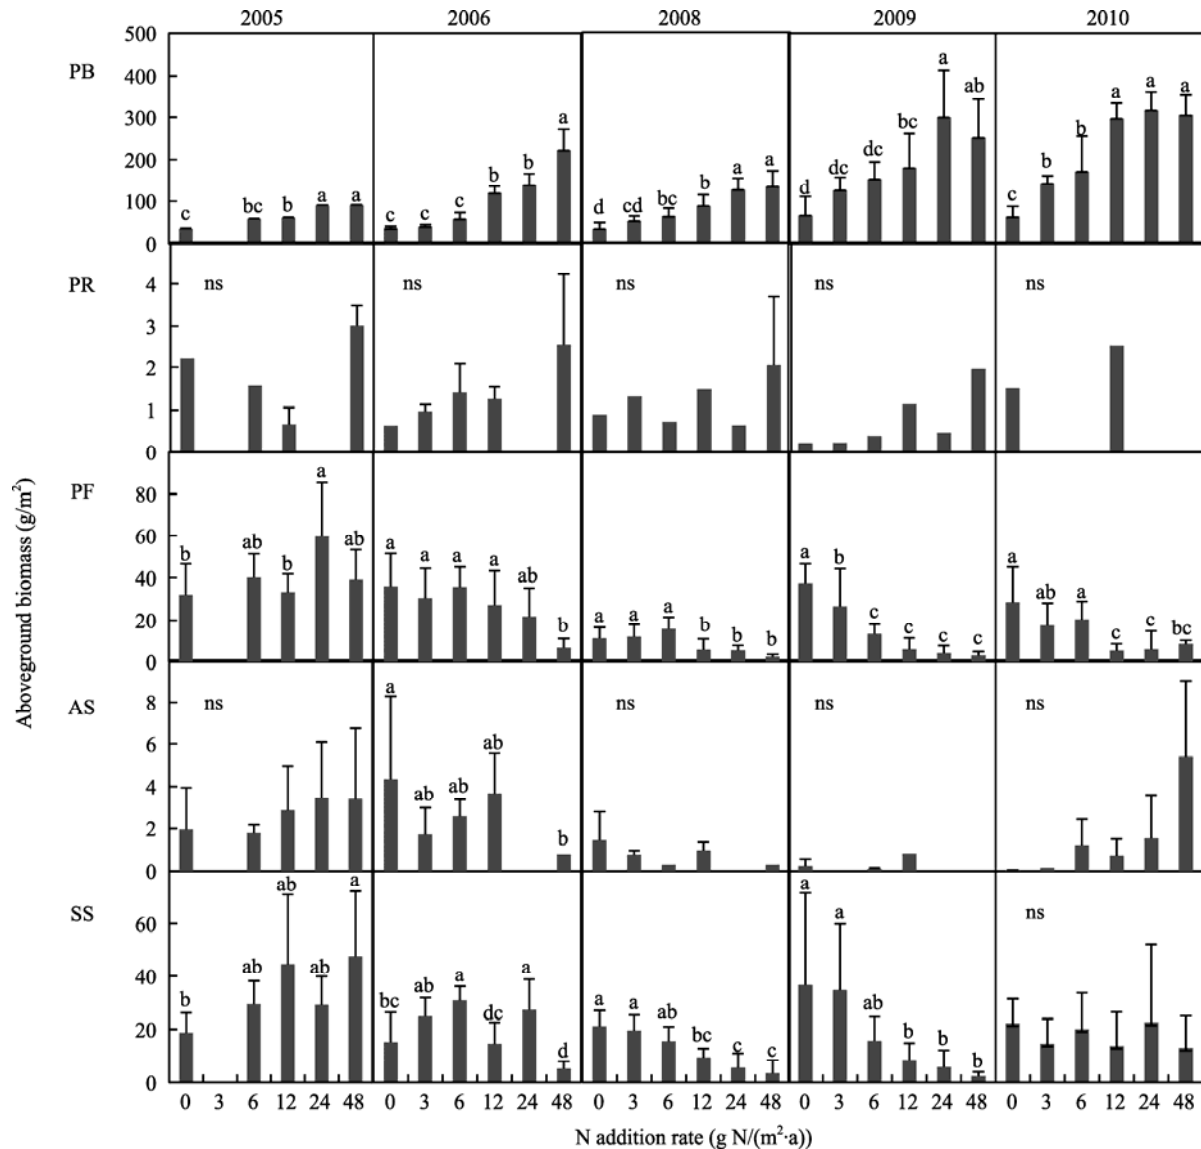 2005 2006 2008 2009 2010
PB
500
400
300
200
100
0
c bc b a a
c c c b b a
d cd bc b a a
d dc dc bc a ab
c b b a a a
PR
4
3
2
1
0
ns ns ns ns ns
PF
80
60
40
20
0
b ab b a ab
a a a a ab b
a a a b b b
a b c c c c
a ab a c c bc
AS
8
6
4
2
0
ns
a ab ab ab b
ns ns ns
SS
60
40
20
0
b ab ab ab a
bc ab a dc a d
a a ab bc c c
a a ab b b b
ns
0 3 6 12 24 48 0 3 6 12 24 48 0 3 6 12 24 48 0 3 6 12 24 48 0 3 6 12 24 48
Aboveground biomass (g/m²)
N addition rate (g N/(m²·a))